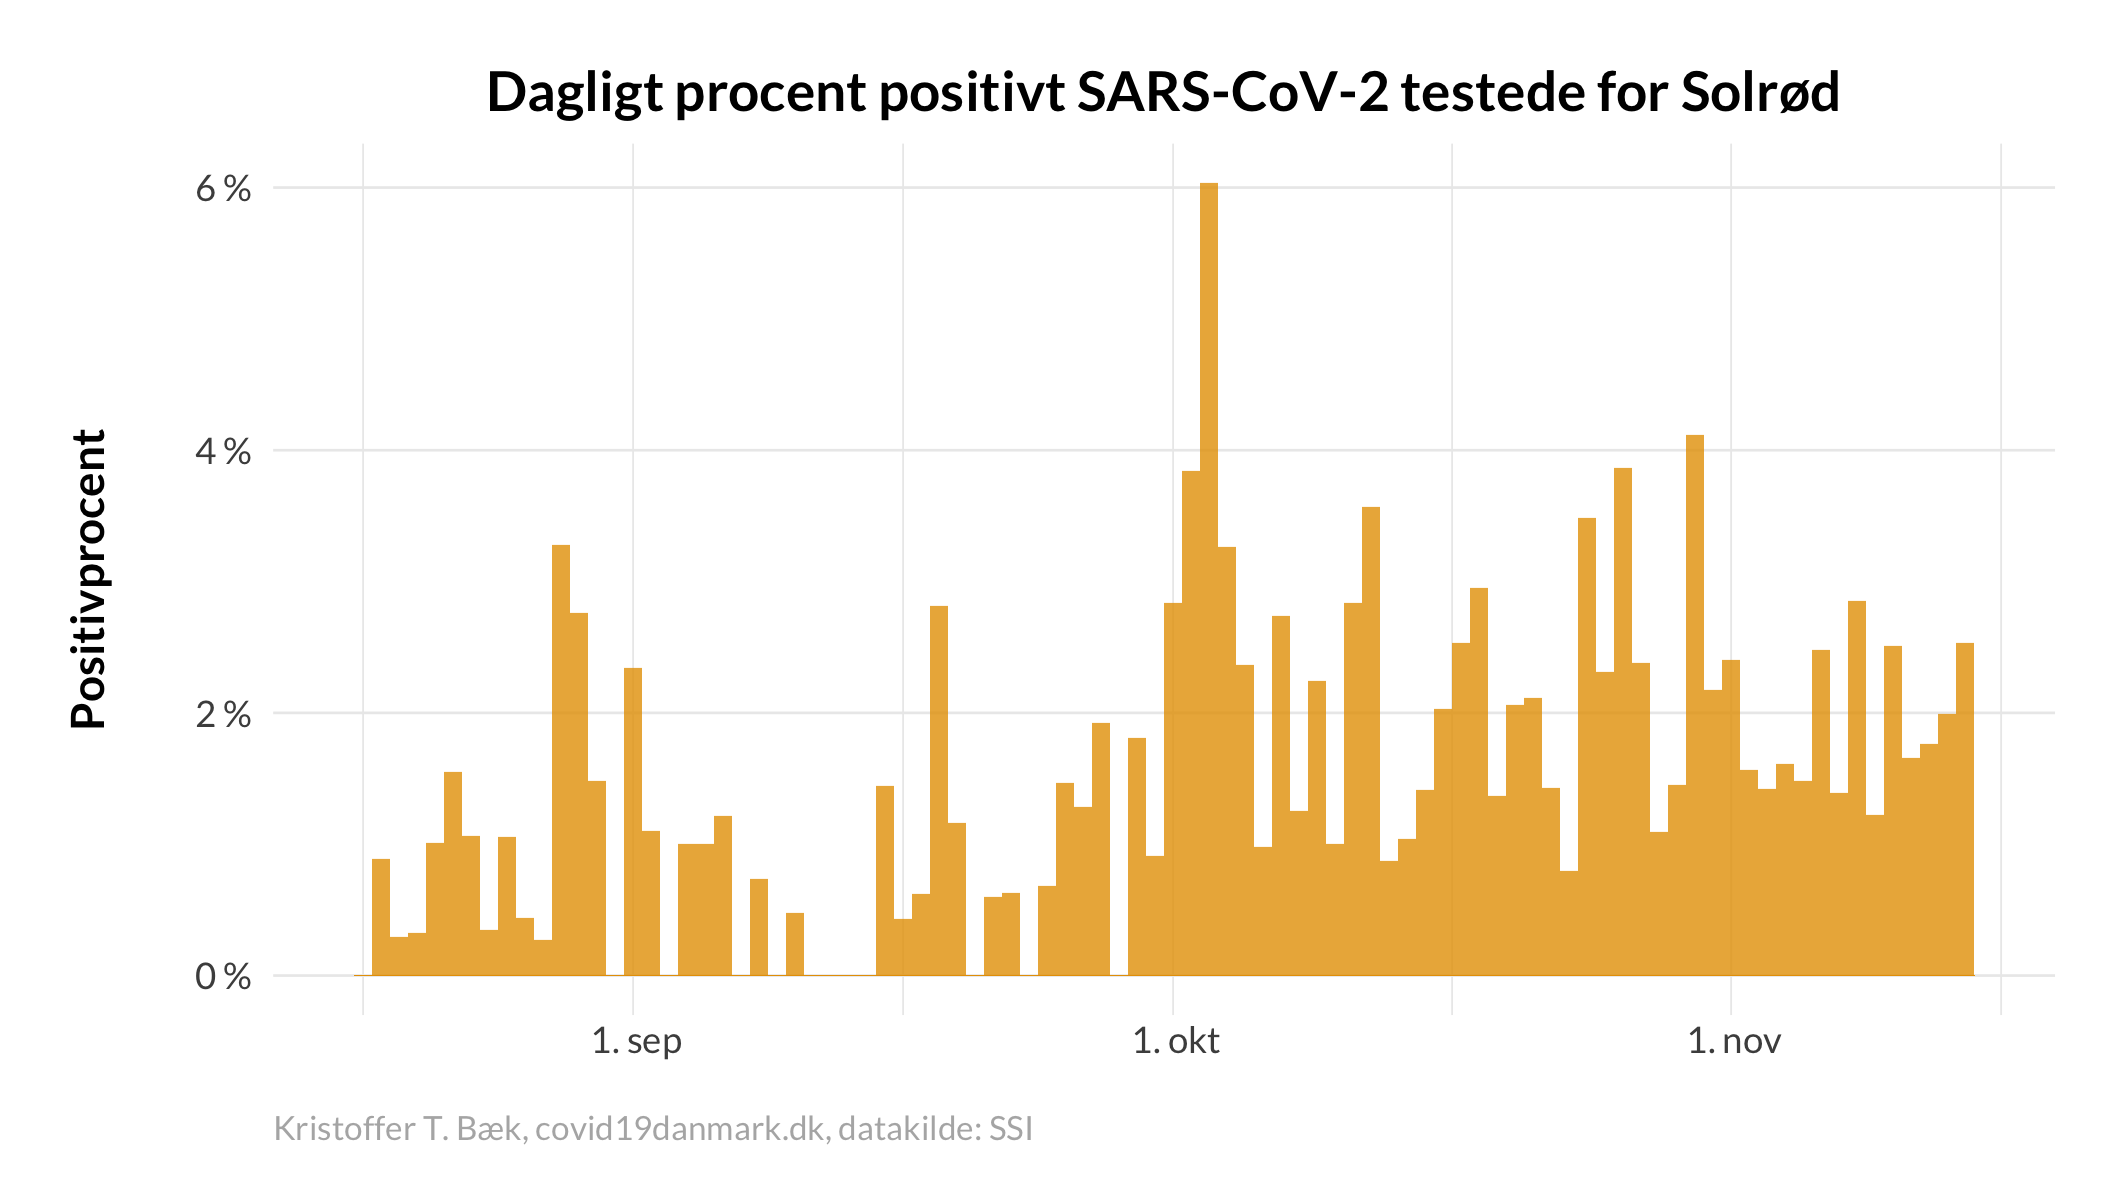 Dagligt procent positivt SARS-CoV-2 testede for Solrød
Positivprocent
6 %
4 %
2 %
0 %
1. sep
1. okt
1. nov
Kristoffer T. Bæk, covid19danmark.dk, datakilde: SSI